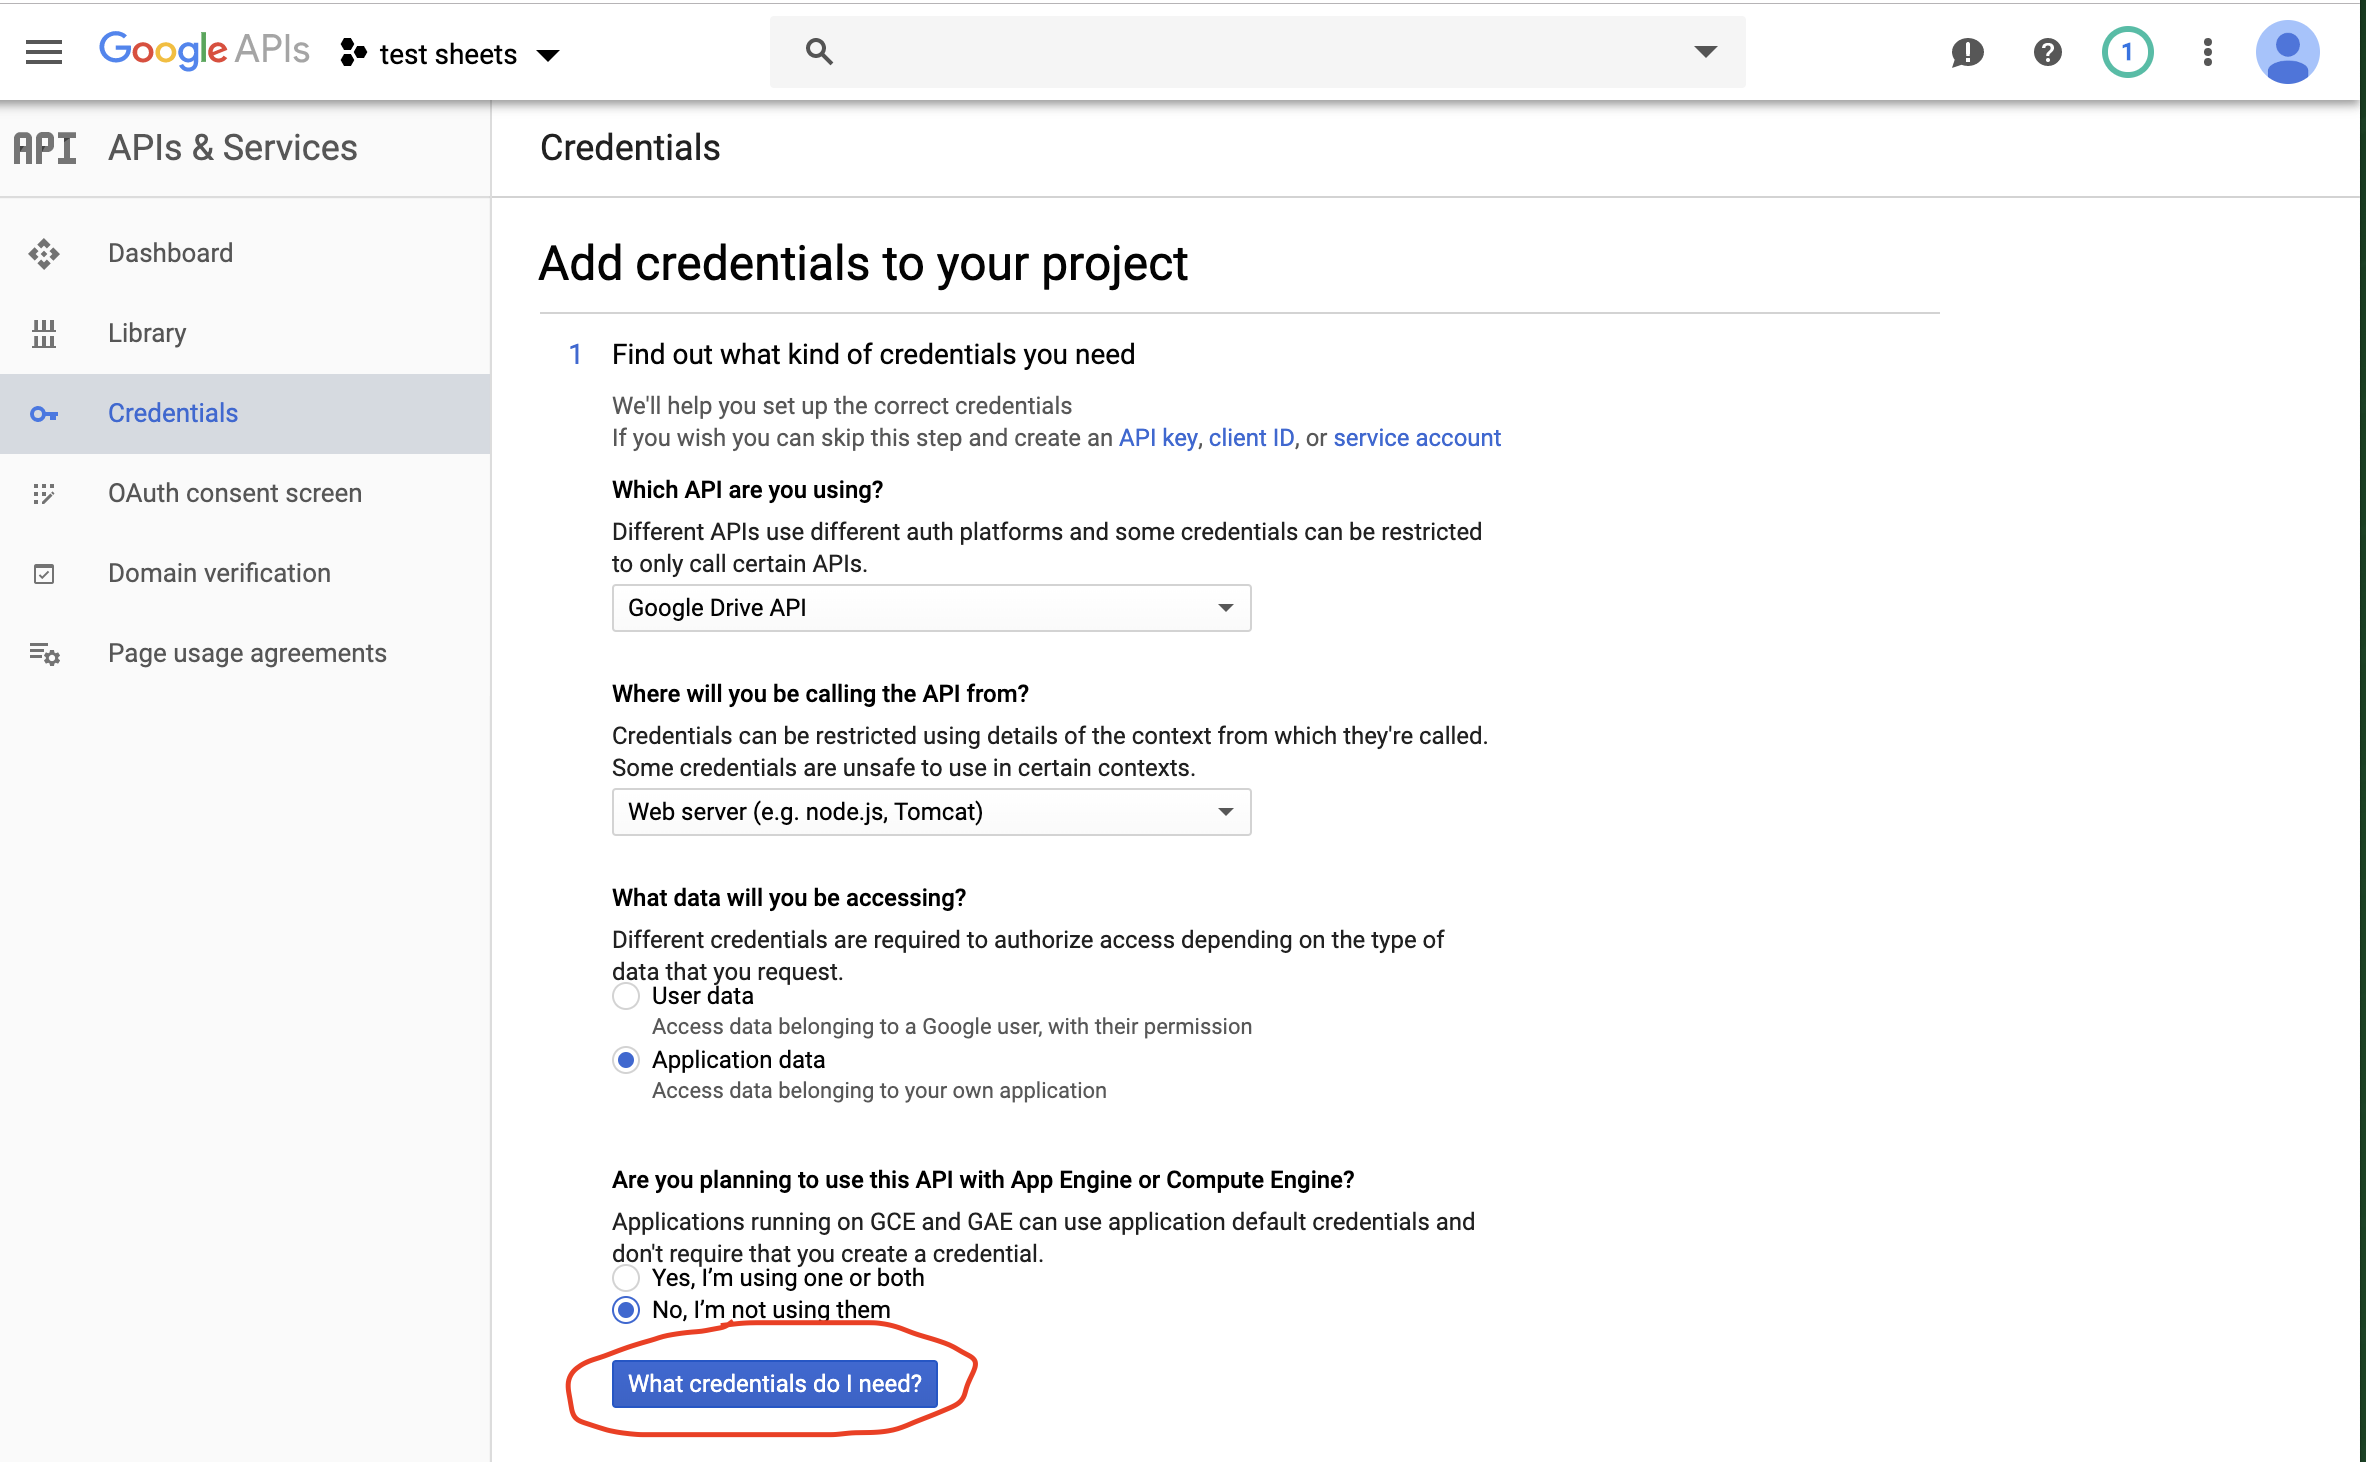 Google APIs
test sheets
1
API APIs & Services
Credentials
Dashboard
Library
Credentials
OAuth consent screen
Domain verification
Page usage agreements
Add credentials to your project
1 Find out what kind of credentials you need
We'll help you set up the correct credentials
If you wish you can skip this step and create an API key, client ID, or service account
Which API are you using?
Different APIs use different auth platforms and some credentials can be restricted
to only call certain APIs.
Google Drive API
Where will you be calling the API from?
Credentials can be restricted using details of the context from which they're called.
Some credentials are unsafe to use in certain contexts.
Web server (e.g. node.js, Tomcat)
What data will you be accessing?
Different credentials are required to authorize access depending on the type of
data that you request.
User data
Access data belonging to a Google user, with their permission
Application data
Access data belonging to your own application
Are you planning to use this API with App Engine or Compute Engine?
Applications running on GCE and GAE can use application default credentials and
don't require that you create a credential.
Yes, I’m using one or both
No, I’m not using them
What credentials do I need?